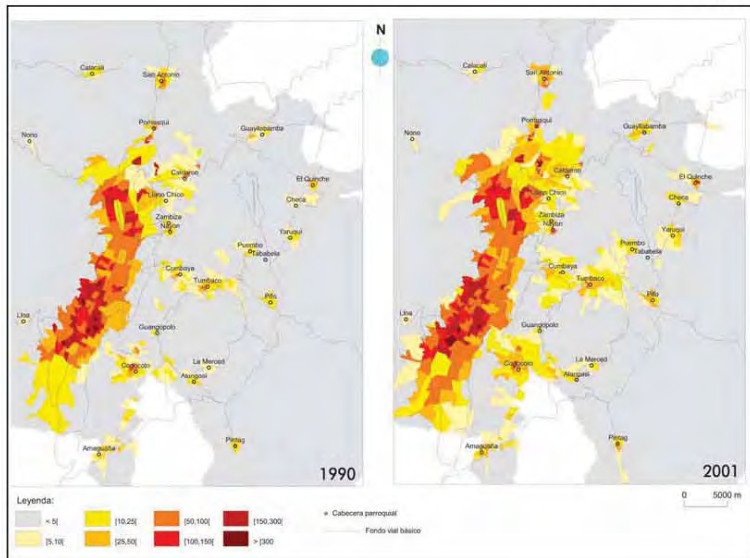 N
Calacalí
San Antonio
Pomasqui
Nono
Guayllabamba
Calderón
El Quinche
Llano Chico
Checa
Zámbiza
Nayón
Yaruquí
Puembo
Tababela
Cumbaya
Tumbaco
Pifo
Lloa
Guangopolo
La Merced
Conocoto
Alangasí
Amaguaña
Pintag
1990
Calacalí
San Antonio
Pomasqui
Nono
Guayllabamba
Calderón
El Quinche
Llano Chico
Checa
Zámbiza
Nayón
Yaruquí
Puembo
Tababela
Cumbaya
Tumbaco
Pifo
Lloa
Guangopolo
La Merced
Conocoto
Alangasí
Amaguaña
Pintag
2001
Leyenda:
< 5[
[10,25[
[50,100[
[150,300[
[5,10[
[25,50[
[100,150[
> [300
Cabecera parroquial
Fondo vial básico
0 5000 m